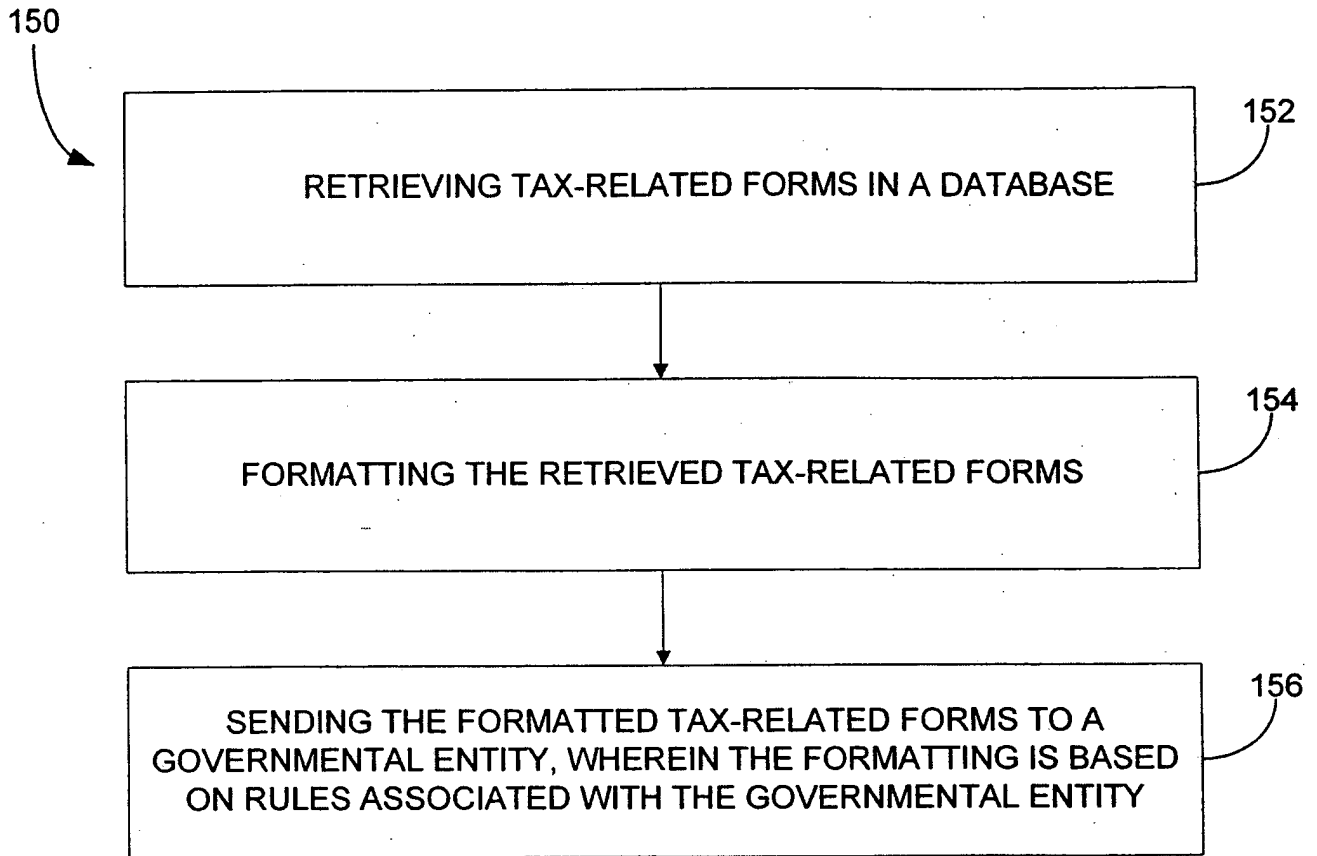 150
152
RETRIEVING TAX-RELATED FORMS IN A DATABASE
154
FORMATTING THE RETRIEVED TAX-RELATED FORMS
156
SENDING THE FORMATTED TAX-RELATED FORMS TO A
GOVERNMENTAL ENTITY, WHEREIN THE FORMATTING IS BASED
ON RULES ASSOCIATED WITH THE GOVERNMENTAL ENTITY